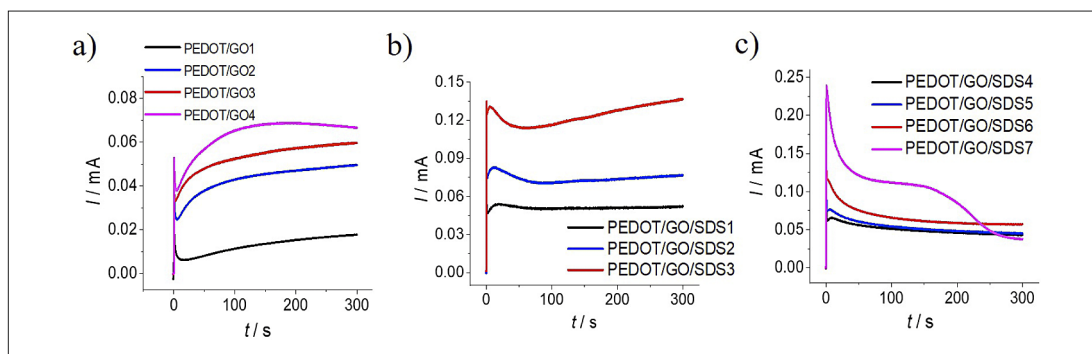 a)
PEDOT/GO1
PEDOT/GO2
PEDOT/GO3
PEDOT/GO4
0.08
0.06
0.04
0.02
0.00
I / mA
0 100 200 300
t / s
b)
0.15
0.12
0.09
0.06
0.03
0.00
I / mA
PEDOT/GO/SDS1
PEDOT/GO/SDS2
PEDOT/GO/SDS3
0 100 200 300
t / s
c)
0.25
0.20
0.15
0.10
0.05
0.00
I / mA
PEDOT/GO/SDS4
PEDOT/GO/SDS5
PEDOT/GO/SDS6
PEDOT/GO/SDS7
0 100 200 300
t / s